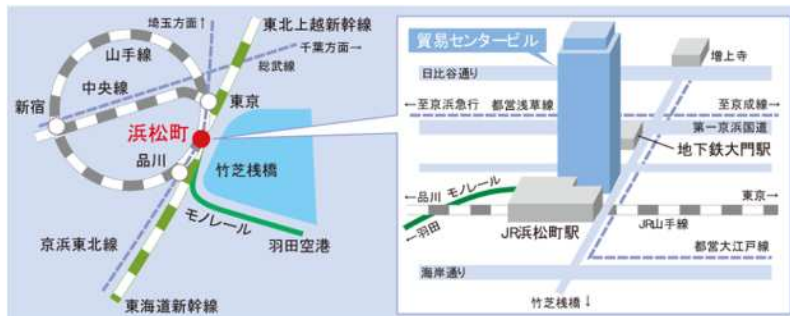 埼玉方面↑
東北上越新幹線
山手線
千葉方面→
中央線
総武線
新宿
東京
浜松町
品川
竹芝桟橋
モノレール
羽田空港
京浜東北線
東海道新幹線
貿易センタービル
増上寺
日比谷通り
←至京浜急行
都営浅草線
至京成線→
第一京浜国道
地下鉄大門駅
←品川
モノレール
東京→
←羽田
JR浜松町駅
JR山手線
都営大江戸線
海岸通り
竹芝桟橋↓